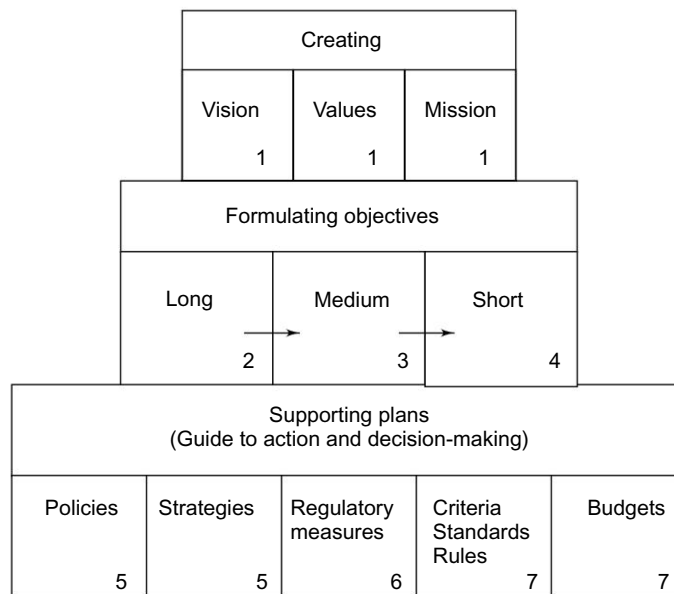 Creating
Vision
Values
Mission
1
1
1
Formulating objectives
Long
Medium
Short
2
3
4
Supporting plans
(Guide to action and decision-making)
Policies
Strategies
Regulatory
measures
Criteria
Standards
Rules
Budgets
5
5
6
7
7